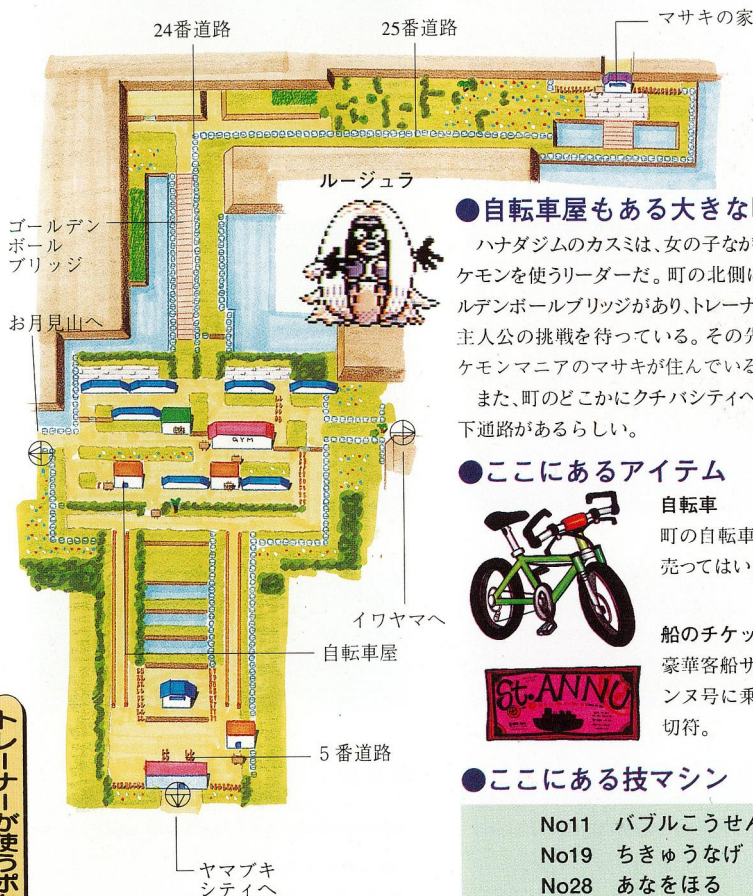 24番道路
25番道路
マサキの家
ゴールデン
ボール
ブリッジ
お月見山へ
ルージュラ
GYM
イワヤマへ
自転車屋
5番道路
ヤマブキ
シティへ
トレーナーが使うポ
●自転車屋もある大きな
ハナダジムのカスミは、女の子なが
ケモンを使うリーダーだ。町の北側に
ルデンボールブリッジがあり、トレーナ
主人公の挑戦を待っている。その先
ケモンマニアのマサキが住んでいる
また、町のどこかにクチバシティへ
下通路があるらしい。
●ここにあるアイテム
自転車
町の自転車
売ってはい
船のチケッ
豪華客船サ
ンヌ号に乗
切符。
St.ANNU
●ここにある技マシン
No11 バブルこうせん
No19 ちきゅうなげ
No28 あなをほる